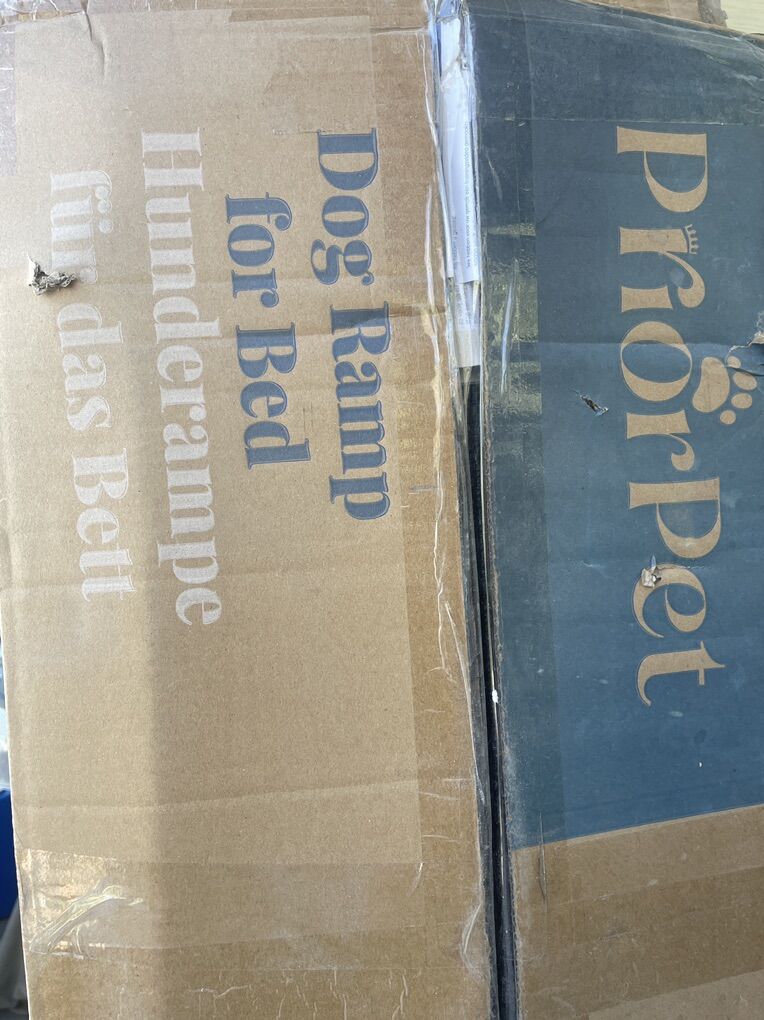 PriorPet
Dog Ramp
for Bed
Hunderampe
für das Bett